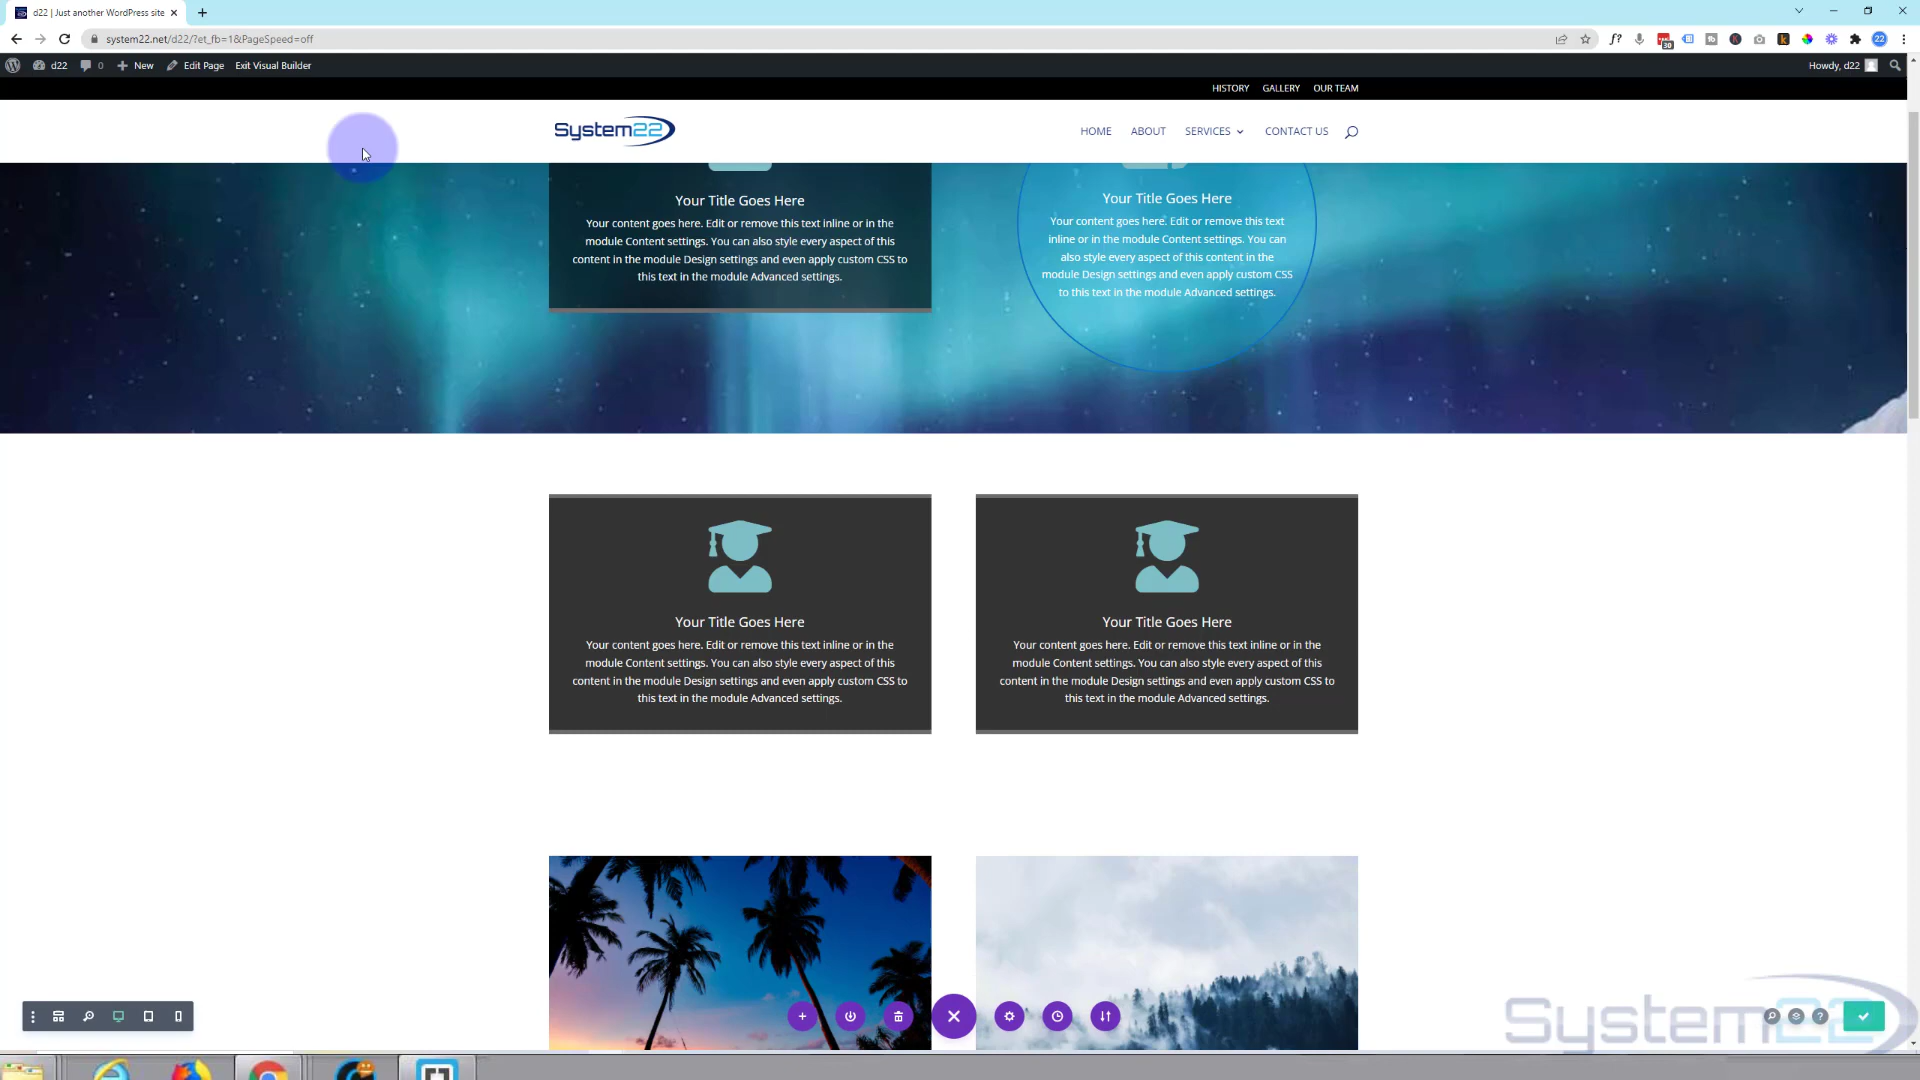 d22 | Just another WordPress site
system22.net/d22/?et_fb=1&PageSpeed=off
f?
30
22
d22
0
New
Edit Page
Exit Visual Builder
Howdy, d22
HISTORY
GALLERY
OUR TEAM
System22
HOME
ABOUT
SERVICES
CONTACT US
Your Title Goes Here
Your content goes here. Edit or remove this text inline or in the
module Content settings. You can also style every aspect of this
content in the module Design settings and even apply custom CSS to
this text in the module Advanced settings.
Your Title Goes Here
Your content goes here. Edit or remove this text
inline or in the module Content settings. You can
also style every aspect of this content in the
module Design settings and even apply custom CSS
to this text in the module Advanced settings.
Your Title Goes Here
Your content goes here. Edit or remove this text inline or in the
module Content settings. You can also style every aspect of this
content in the module Design settings and even apply custom CSS to
this text in the module Advanced settings.
Your Title Goes Here
Your content goes here. Edit or remove this text inline or in the
module Content settings. You can also style every aspect of this
content in the module Design settings and even apply custom CSS to
this text in the module Advanced settings.
System22